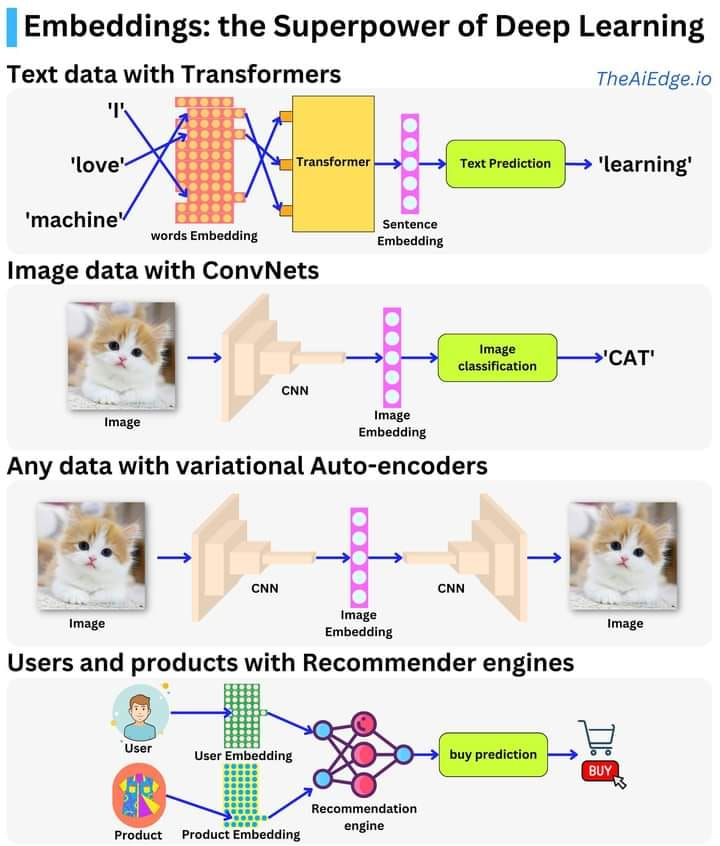 Embeddings: the Superpower of Deep Learning
Text data with Transformers
TheAiEdge.io
'I'
'love'
'machine'
words Embedding
Transformer
Sentence
Embedding
Text Prediction
'learning'
Image data with ConvNets
Image
CNN
Image
Embedding
Image
classification
'CAT'
Any data with variational Auto-encoders
Image
CNN
Image
Embedding
CNN
Image
Users and products with Recommender engines
User
User Embedding
Product
Product Embedding
Recommendation
engine
buy prediction
BUY